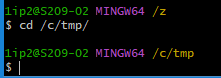 1ip2@S209-02 MINGW64 /z
$ cd /c/tmp/
1ip2@S209-02 MINGW64 /c/tmp
$